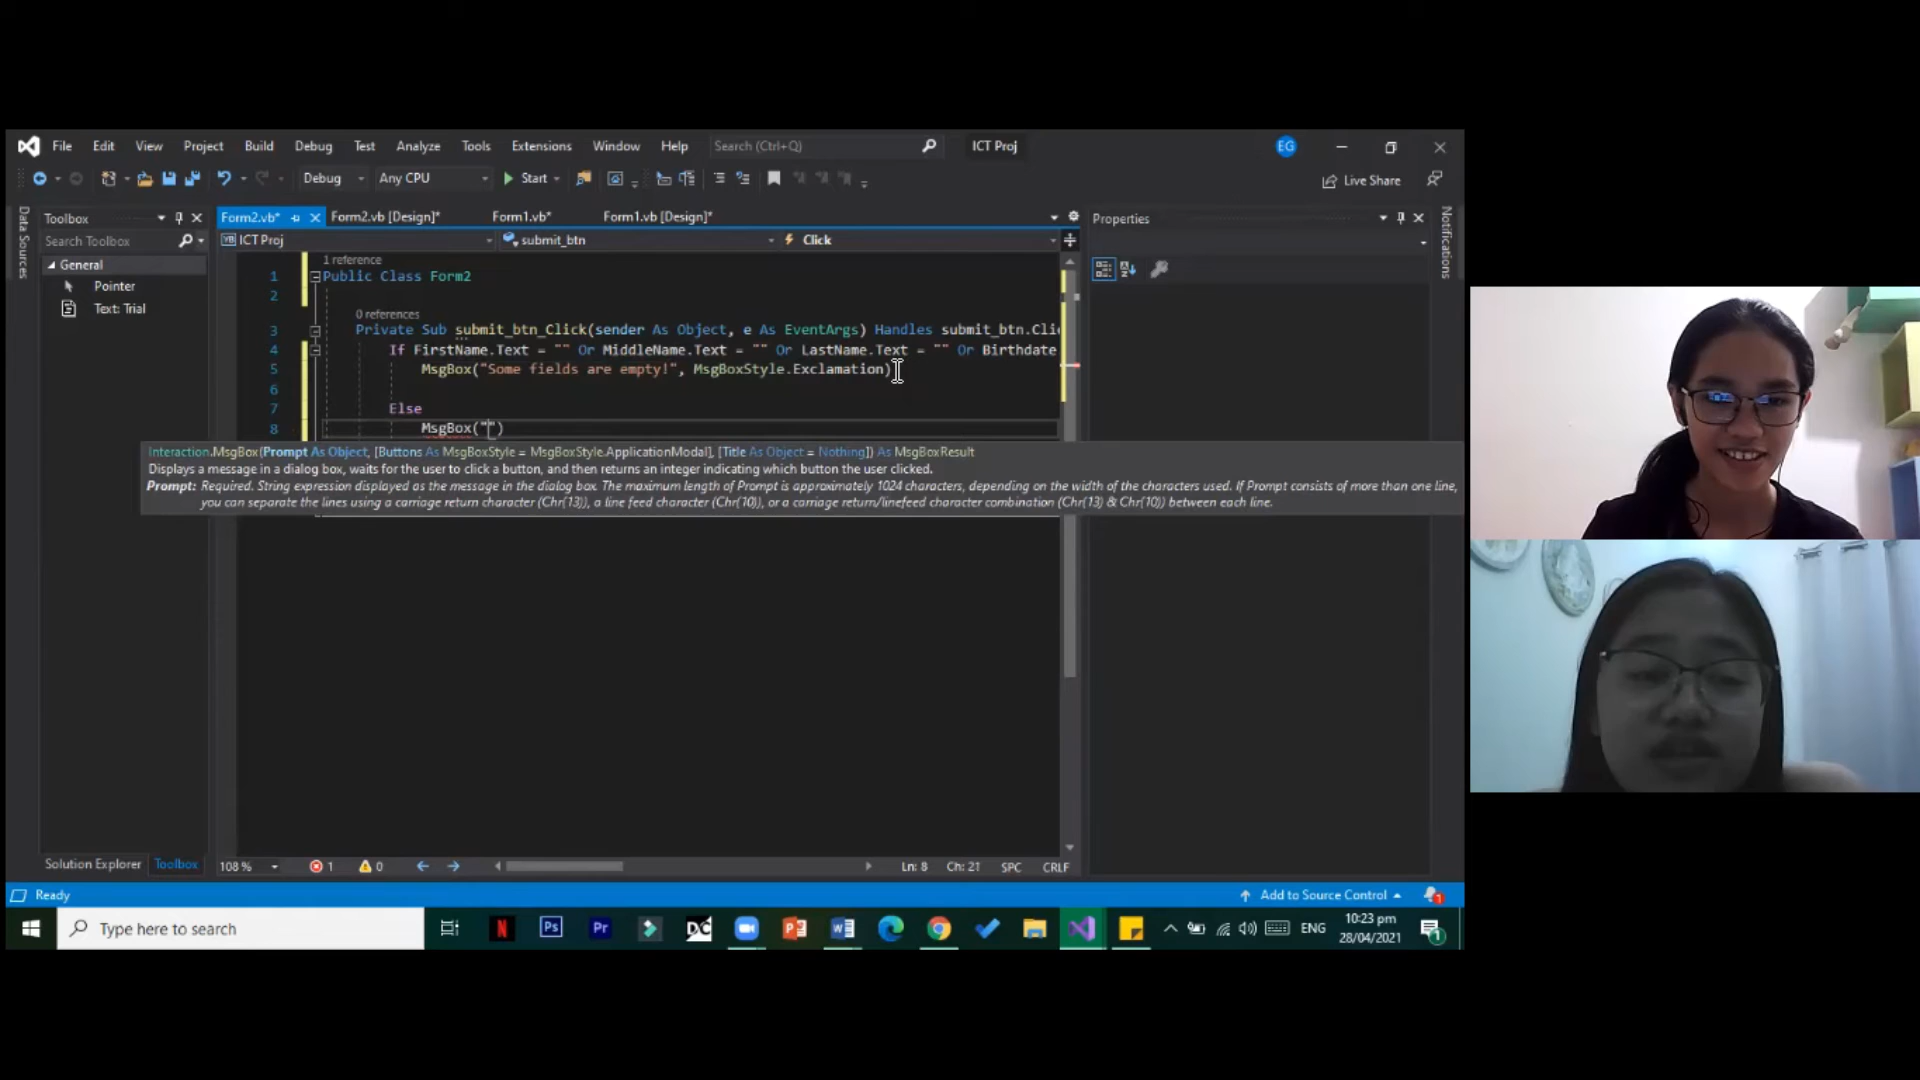 File Edit View Project Build Debug Test Analyze Tools Extensions Window Help Search (Ctrl+Q) ICT Proj EG
Debug Any CPU Start Live Share
Data Sources
Toolbox
Search Toolbox
General
Pointer
Text: Trial
Form2.vb* Form2.vb [Design]* Form1.vb* Form1.vb [Design]*
ICT Proj submit_btn Click
1 reference
1 Public Class Form2
2
0 references
3 Private Sub submit_btn_Click(sender As Object, e As EventArgs) Handles submit_btn.Cli
4 If FirstName.Text = "" Or MiddleName.Text = "" Or LastName.Text = "" Or Birthdate
5 MsgBox("Some fields are empty!", MsgBoxStyle.Exclamation)
6
7 Else
8 MsgBox("")
Interaction.MsgBox(Prompt As Object, [Buttons As MsgBoxStyle = MsgBoxStyle.ApplicationModal], [Title As Object = Nothing]) As MsgBoxResult
Displays a message in a dialog box, waits for the user to click a button, and then returns an integer indicating which button the user clicked.
Prompt: Required. String expression displayed as the message in the dialog box. The maximum length of Prompt is approximately 1024 characters, depending on the width of the characters used. If Prompt consists of more than one line,
you can separate the lines using a carriage return character (Chr(13)), a line feed character (Chr(10)), or a carriage return/linefeed character combination (Chr(13) & Chr(10)) between each line.
Properties
Notifications
Solution Explorer Toolbox
108 % 1 0 Ln: 8 Ch: 21 SPC CRLF
Ready Add to Source Control 1
Type here to search N Ps Pr DC P W ENG
10:23 pm
28/04/2021
1